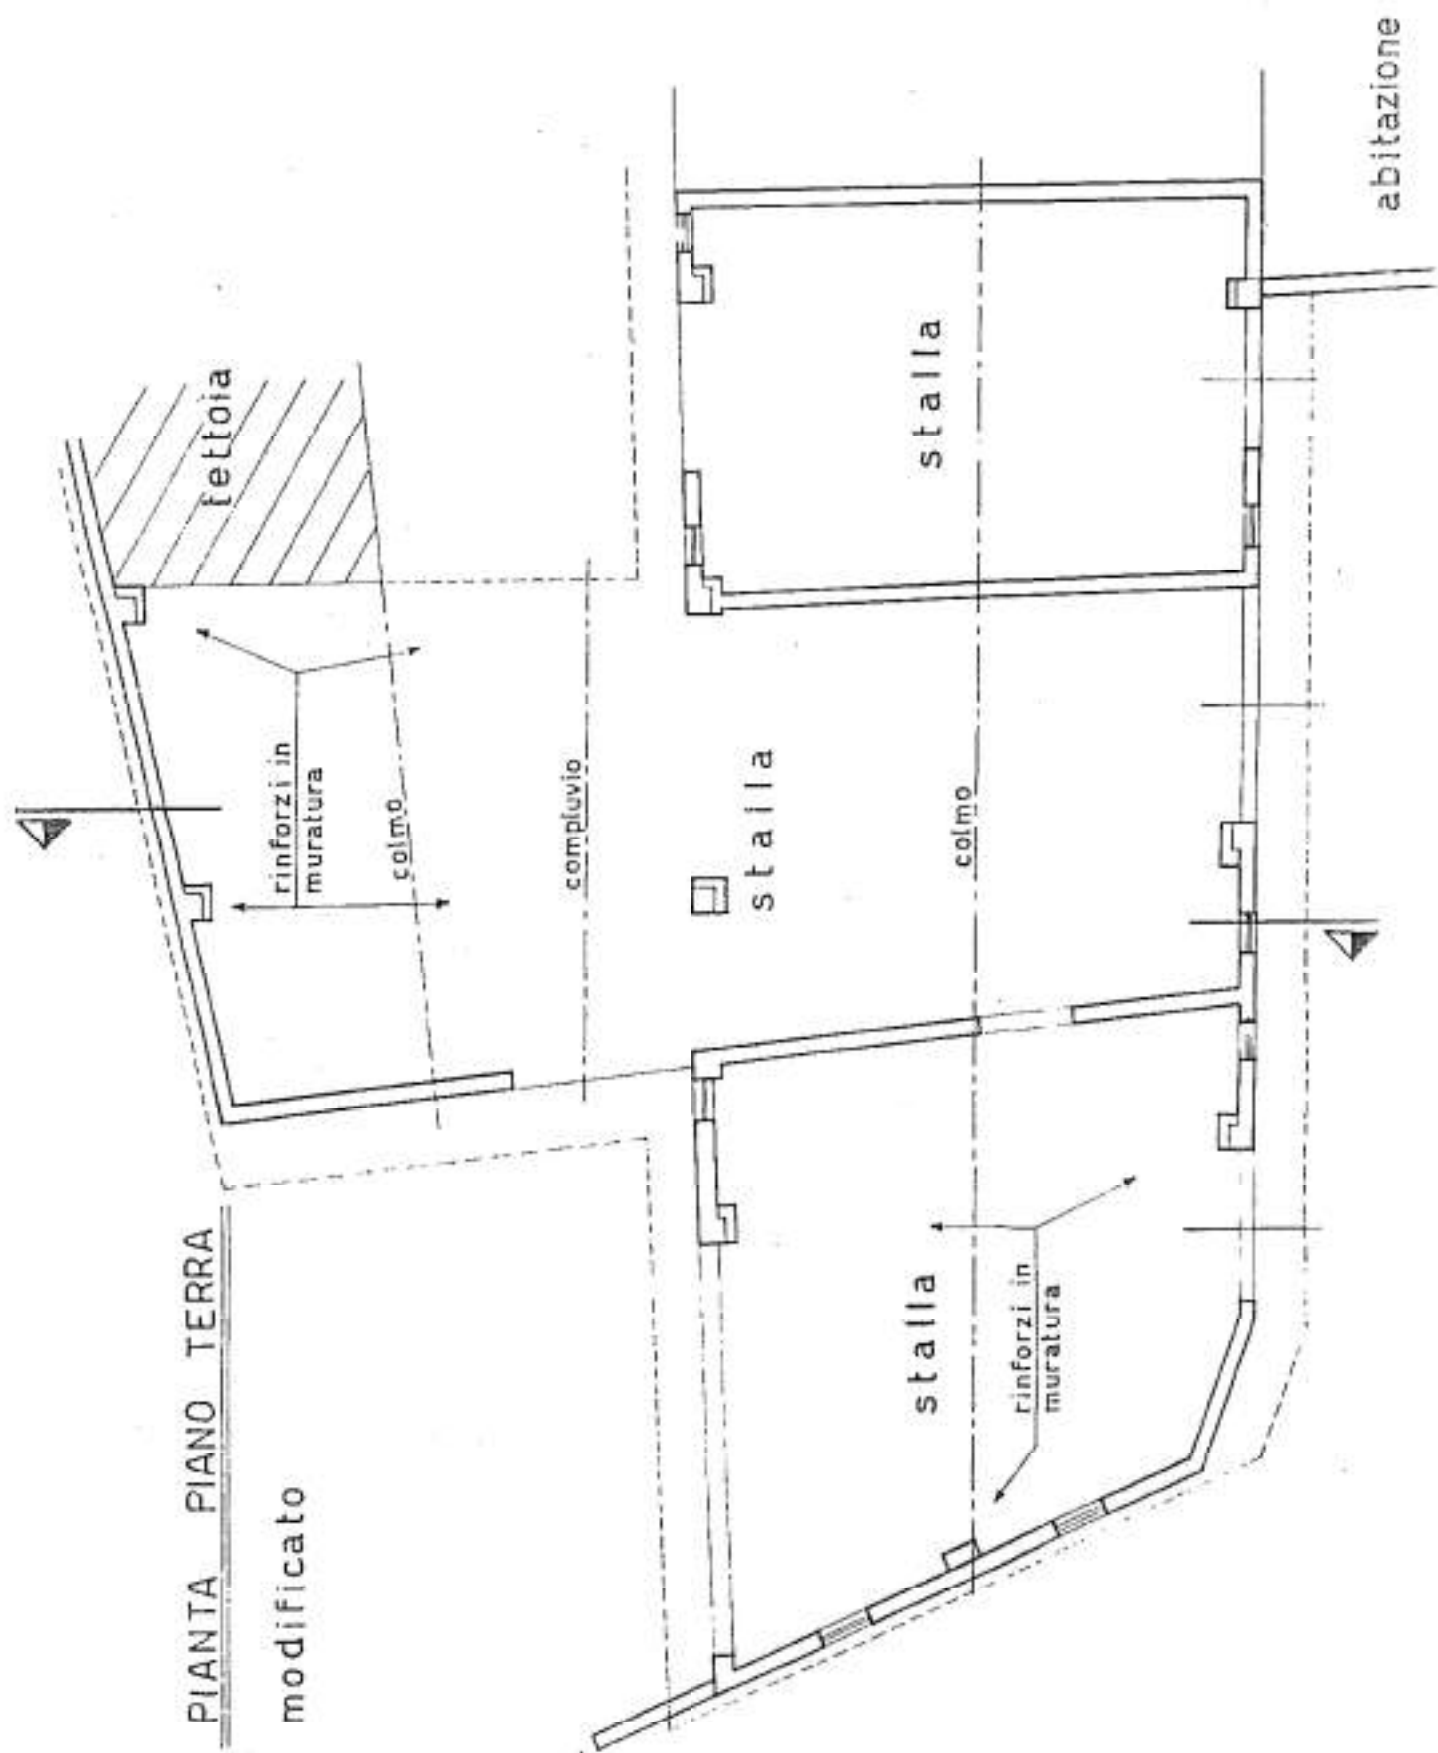 PIANTA PIANO TERRA
modificato
tettoia
rinforzi in
muratura
colmo
compluvio
stalla
colmo
stalla
stalla
rinforzi in
muratura
abitazione